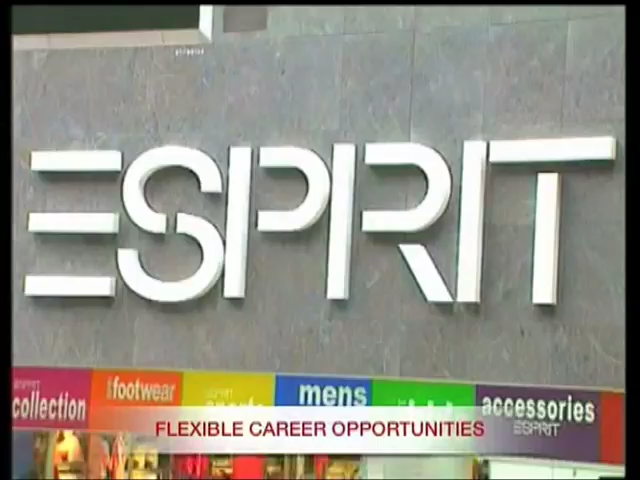 ESPRIT
ESPRIT
collection
footwear
mens
accessories
ESPRIT
FLEXIBLE CAREER OPPORTUNITIES